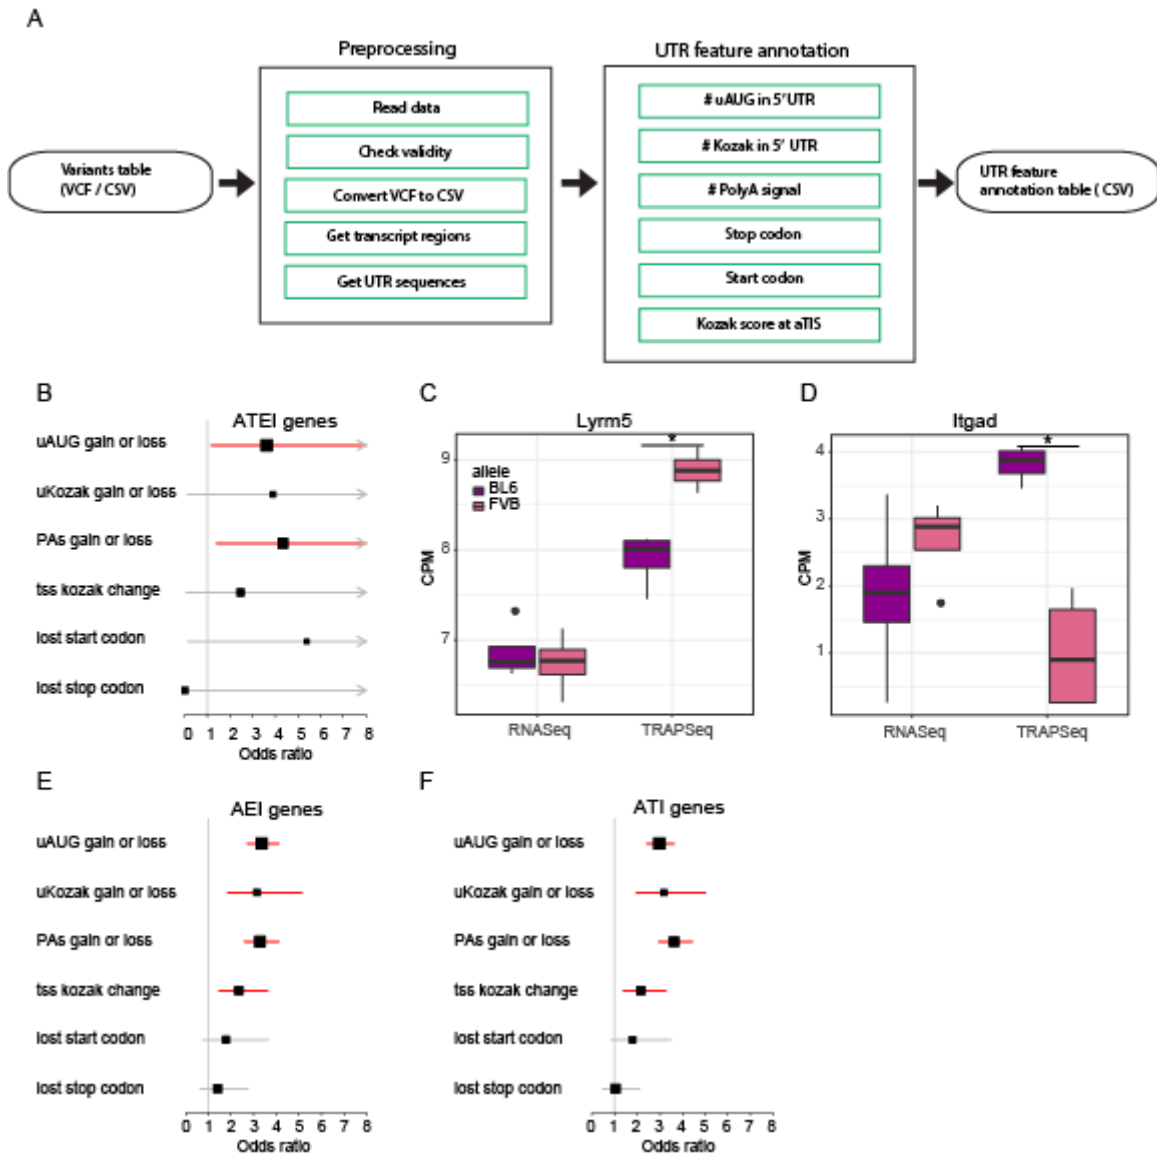 A
Preprocessing
UTR feature annotation
Variants table
(VCF / CSV)
Read data
Check validity
Convert VCF to CSV
Get transcript regions
Get UTR sequences
# uAUG in 5'UTR
# Kozak in 5' UTR
# PolyA signal
Stop codon
Start codon
Kozak score at aTIS
UTR feature
annotation table ( CSV)
B
ATEI genes
uAUG gain or loss
uKozak gain or loss
PAs gain or loss
tss kozak change
lost start codon
lost stop codon
0 1 2 3 4 5 6 7 8
Odds ratio
C
Lyrm5
*
allele
BL6
FVB
9
8
7
CPM
RNASeq
TRAPSeq
D
Itgad
*
4
3
2
1
CPM
RNASeq
TRAPSeq
E
AEI genes
uAUG gain or loss
uKozak gain or loss
PAs gain or loss
tss kozak change
lost start codon
lost stop codon
0 1 2 3 4 5 6 7 8
Odds ratio
F
ATI genes
uAUG gain or loss
uKozak gain or loss
PAs gain or loss
tss kozak change
lost start codon
lost stop codon
0 1 2 3 4 5 6 7 8
Odds ratio